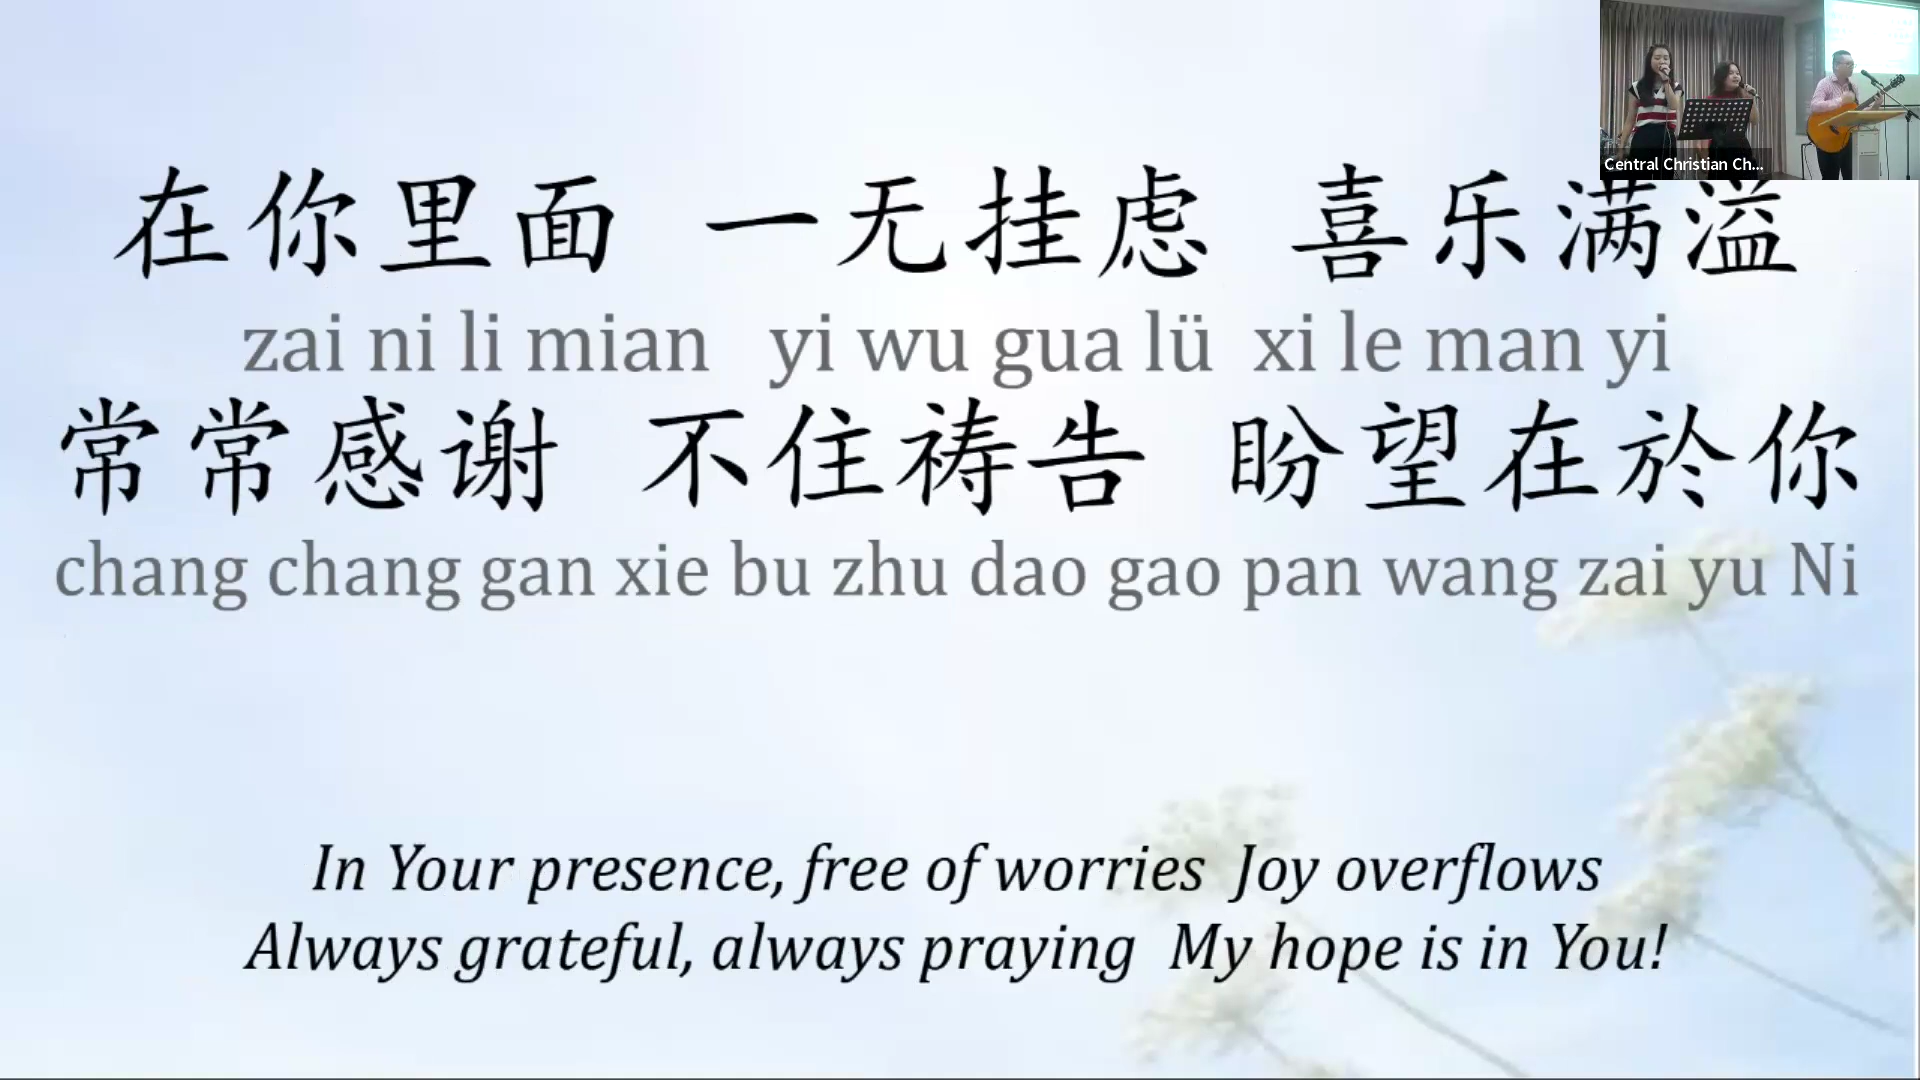 Central Christian Ch...
在你里面 一无挂虑 喜乐满溢
zai ni li mian yi wu gua lü xi le man yi
常常感谢 不住祷告 盼望在於你
chang chang gan xie bu zhu dao gao pan wang zai yu Ni
In Your presence, free of worries Joy overflows
Always grateful, always praying My hope is in You!